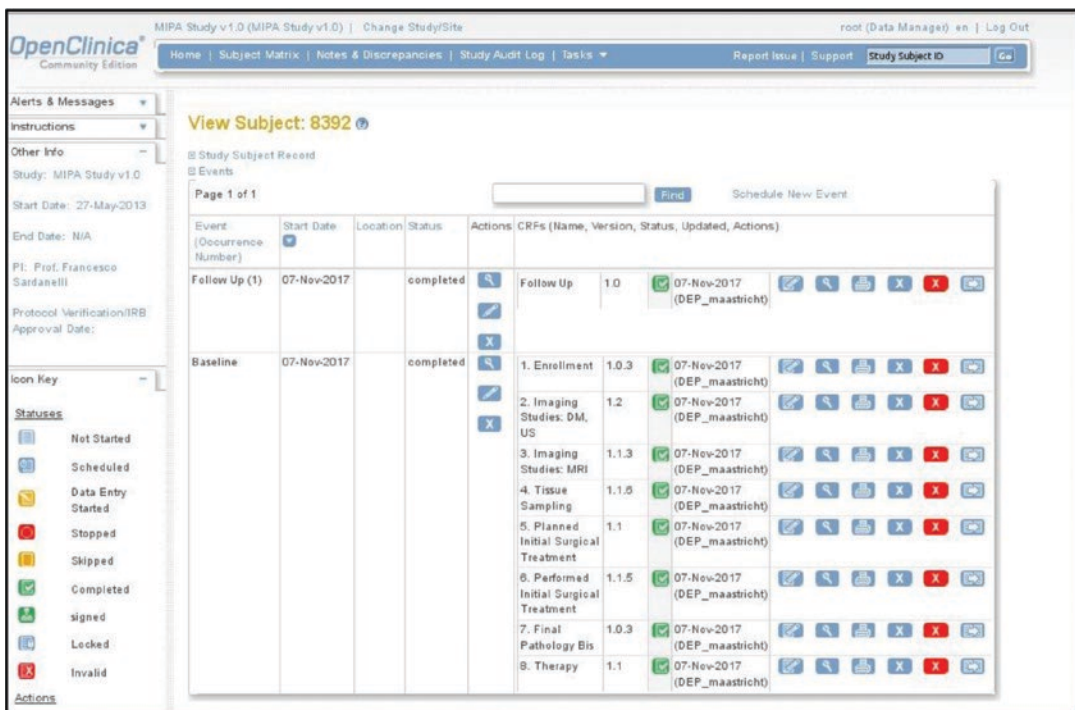 MIPA Study v1.0 (MIPA Study v1.0) | Change Study/Site
root (Data Manager) en | Log Out
OpenClinica®
Community Edition
Home | Subject Matrix | Notes & Discrepancies | Study Audit Log | Tasks
Report Issue | Support
Study Subject ID
Go
Alerts & Messages
Instructions
Other Info
Study: MIPA Study v1.0
Start Date: 27-May-2013
End Date: N/A
PI: Prof. Francesco
Sardanelli
Protocol Verification/IRB
Approval Date:
Icon Key
Statuses
Not Started
Scheduled
Data Entry
Started
Stopped
Skipped
Completed
signed
Locked
Invalid
Actions
View Subject: 8392
Study Subject Record
Events
Page 1 of 1
Find
Schedule New Event
Event
(Occurrence
Number)
Start Date
Location
Status
Actions
CRFs (Name, Version, Status, Updated, Actions)
Follow Up (1)
07-Nov-2017
completed
X
Follow Up
1.0
07-Nov-2017
(DEP_maastricht)
X
X
Baseline
07-Nov-2017
completed
X
1. Enrollment
1.0.3
07-Nov-2017
(DEP_maastricht)
X
X
2. Imaging
Studies: DM,
US
1.2
07-Nov-2017
(DEP_maastricht)
X
X
3. Imaging
Studies: MRI
1.1.3
07-Nov-2017
(DEP_maastricht)
X
X
4. Tissue
Sampling
07-Nov-2017
(DEP_maastricht)
X
X
5. Planned
Initial Surgical
Treatment
1.1
07-Nov-2017
(DEP_maastricht)
X
X
6. Performed
Initial Surgical
Treatment
1.1.5
07-Nov-2017
(DEP_maastricht)
X
X
7. Final
Pathology Bis
1.0.3
07-Nov-2017
(DEP_maastricht)
X
X
8. Therapy
1.1
07-Nov-2017
(DEP_maastricht)
X
X